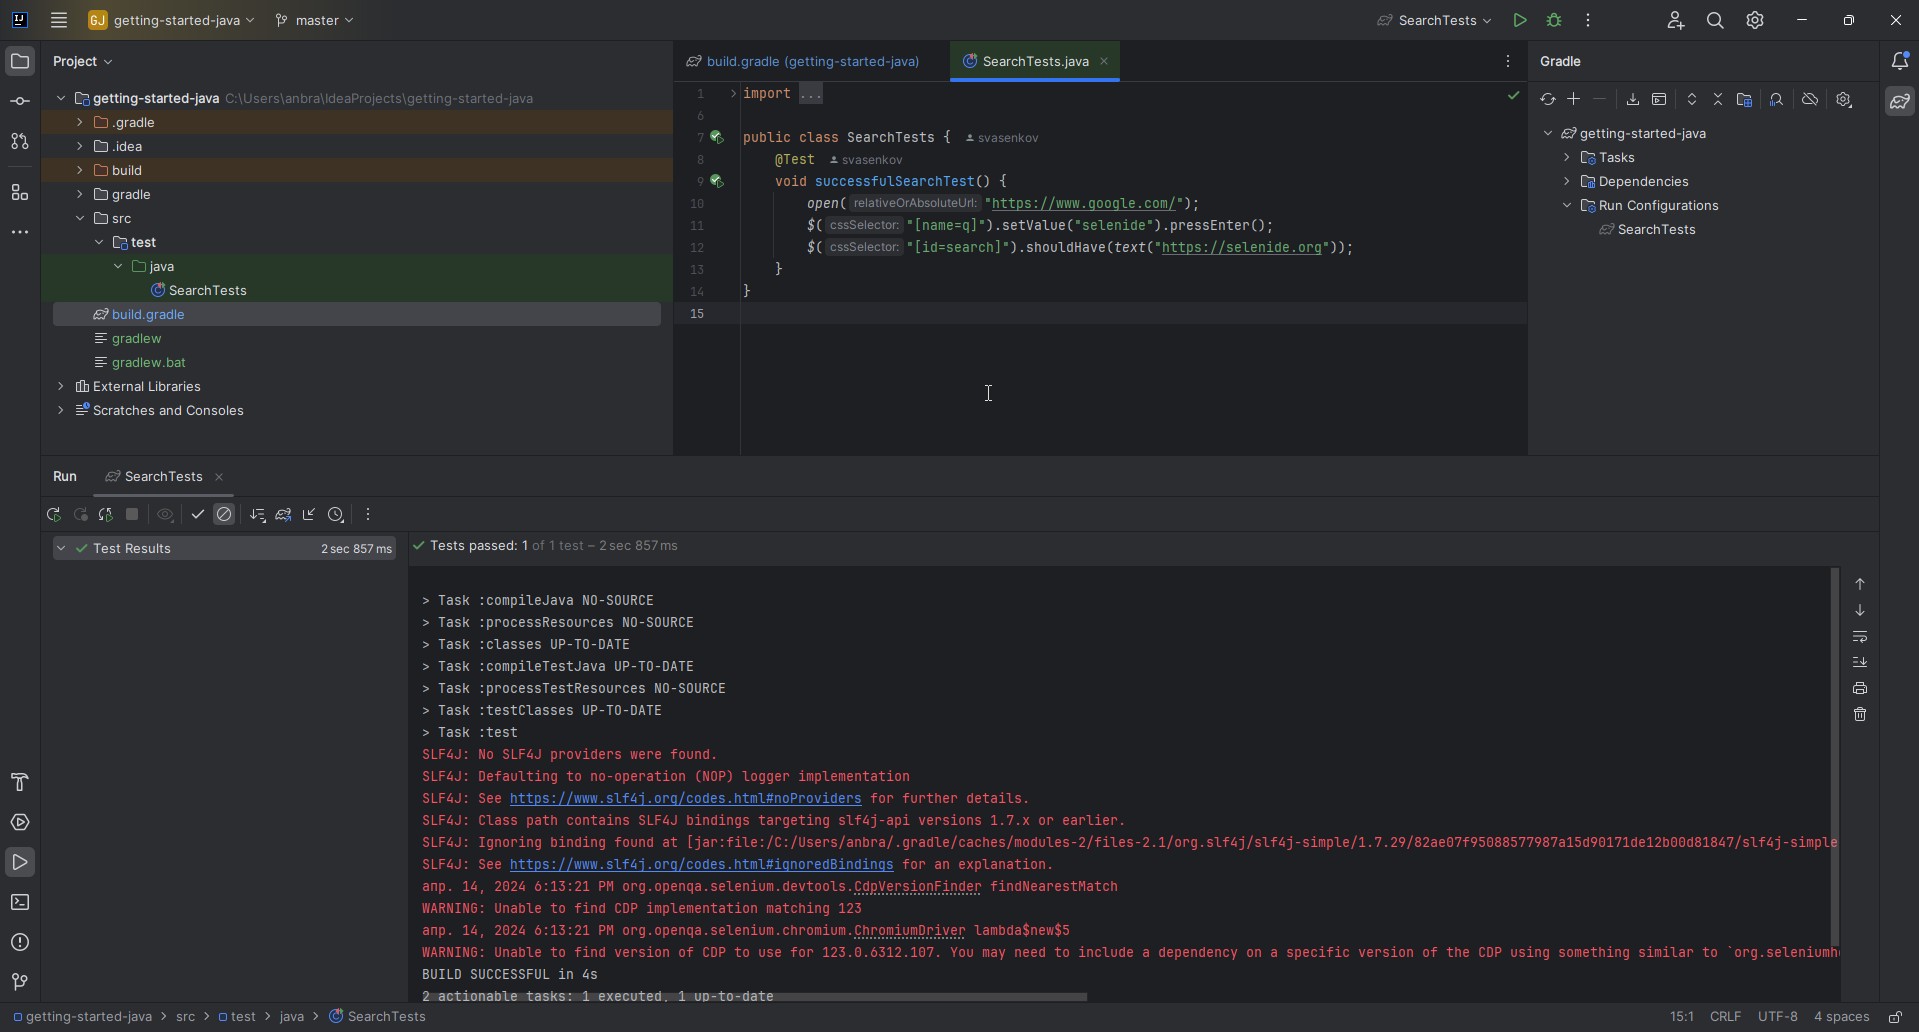 GJ getting-started-java master SearchTests
Project
getting-started-java C:\Users\anbra\IdeaProjects\getting-started-java
.gradle
.idea
build
gradle
src
test
java
SearchTests
build.gradle
gradlew
gradlew.bat
External Libraries
Scratches and Consoles
build.gradle (getting-started-java) SearchTests.java
1 import ...
6
7 public class SearchTests { svasenkov
8 @Test svasenkov
9 void successfulSearchTest() {
10 open( relativeOrAbsoluteUrl: "https://www.google.com/");
11 $( cssSelector: "[name=q]").setValue("selenide").pressEnter();
12 $( cssSelector: "[id=search]").shouldHave(text("https://selenide.org"));
13 }
14 }
15
Gradle
getting-started-java
Tasks
Dependencies
Run Configurations
SearchTests
Run SearchTests
Test Results 2 sec 857 ms
Tests passed: 1 of 1 test – 2 sec 857 ms
> Task :compileJava NO-SOURCE
> Task :processResources NO-SOURCE
> Task :classes UP-TO-DATE
> Task :compileTestJava UP-TO-DATE
> Task :processTestResources NO-SOURCE
> Task :testClasses UP-TO-DATE
> Task :test
SLF4J: No SLF4J providers were found.
SLF4J: Defaulting to no-operation (NOP) logger implementation
SLF4J: See https://www.slf4j.org/codes.html#noProviders for further details.
SLF4J: Class path contains SLF4J bindings targeting slf4j-api versions 1.7.x or earlier.
SLF4J: Ignoring binding found at [jar:file:/C:/Users/anbra/.gradle/caches/modules-2/files-2.1/org.slf4j/slf4j-simple/1.7.29/82ae07f95088577987a15d90171de12b00d81847/slf4j-simple
SLF4J: See https://www.slf4j.org/codes.html#ignoredBindings for an explanation.
апр. 14, 2024 6:13:21 PM org.openqa.selenium.devtools.CdpVersionFinder findNearestMatch
WARNING: Unable to find CDP implementation matching 123
апр. 14, 2024 6:13:21 PM org.openqa.selenium.chromium.ChromiumDriver lambda$new$5
WARNING: Unable to find version of CDP to use for 123.0.6312.107. You may need to include a dependency on a specific version of the CDP using something similar to `org.seleniumh
BUILD SUCCESSFUL in 4s
2 actionable tasks: 1 executed, 1 up-to-date
getting-started-java > src > test > java > SearchTests 15:1 CRLF UTF-8 4 spaces